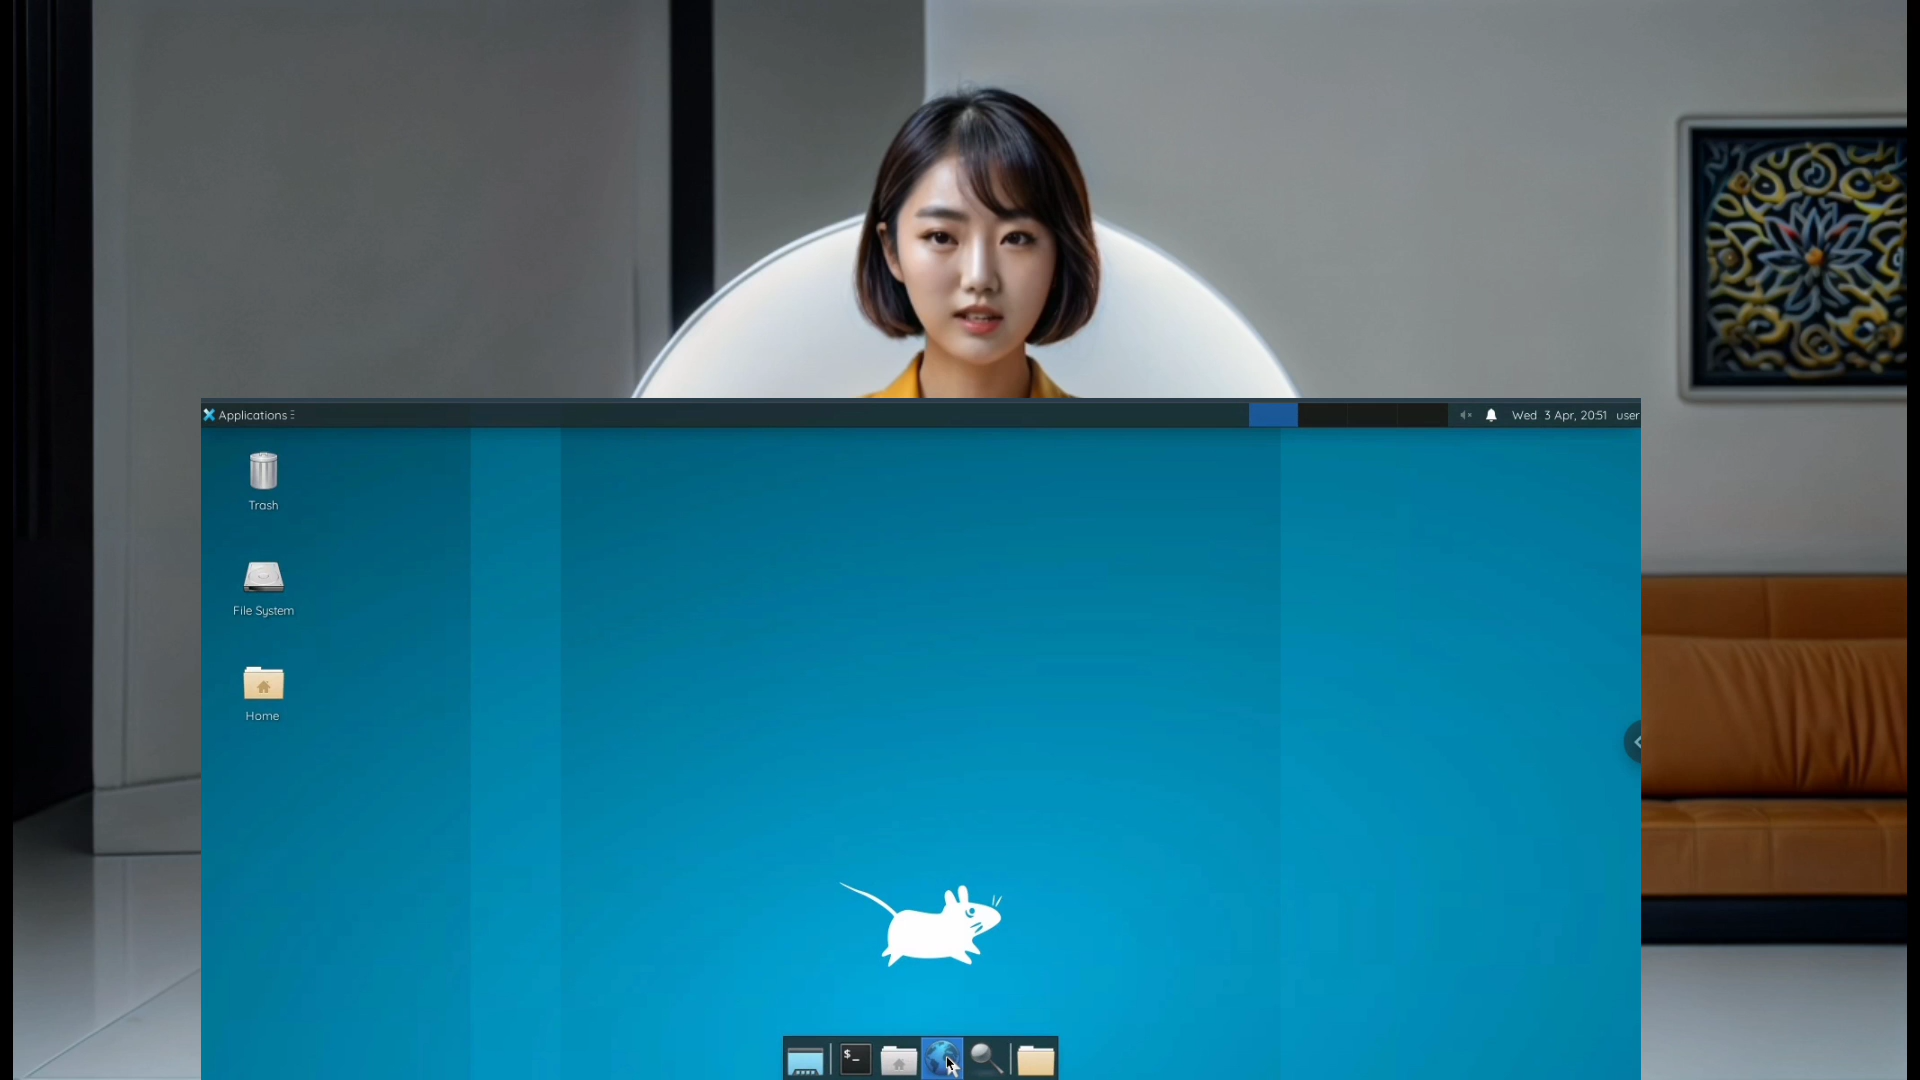 Applications
Wed 3 Apr, 20:51 user
Trash
File System
Home
$_